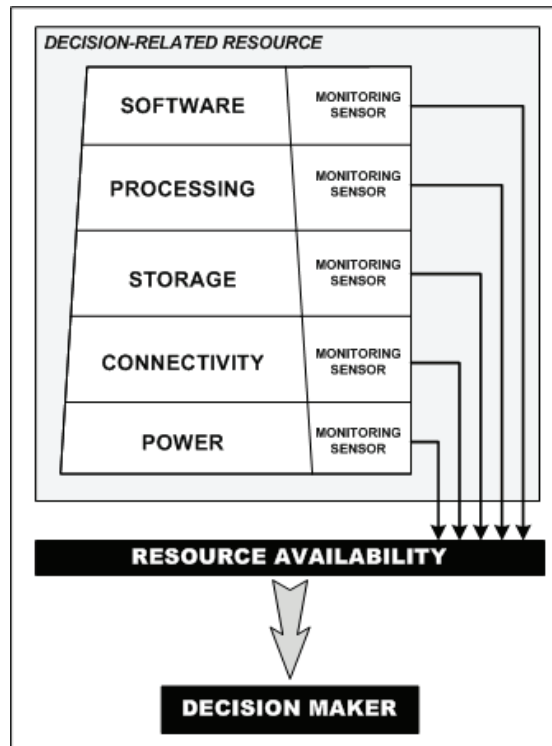 DECISION-RELATED RESOURCE
SOFTWARE
MONITORING
SENSOR
PROCESSING
MONITORING
SENSOR
STORAGE
MONITORING
SENSOR
CONNECTIVITY
MONITORING
SENSOR
POWER
MONITORING
SENSOR
RESOURCE AVAILABILITY
DECISION MAKER